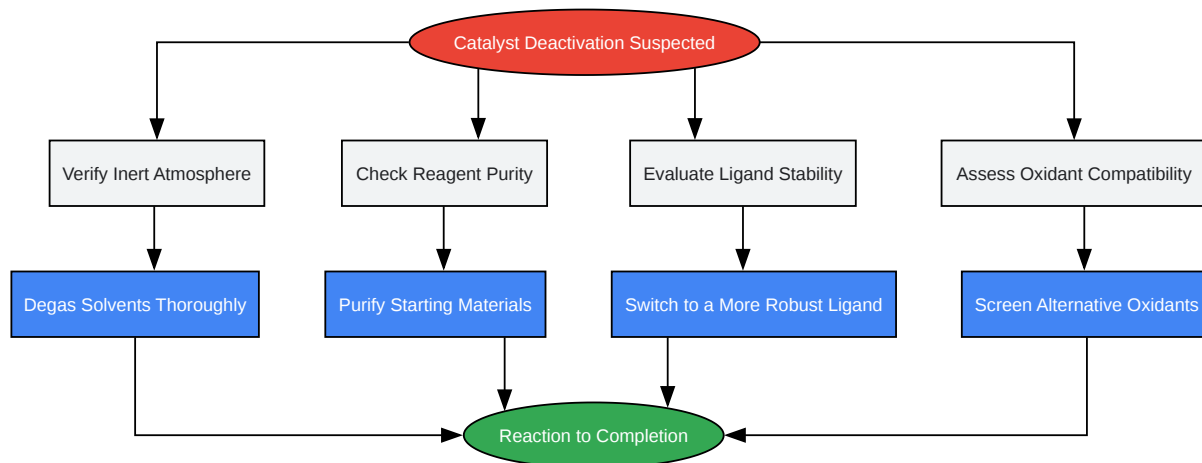 Catalyst Deactivation Suspected
Verify Inert Atmosphere
Check Reagent Purity
Evaluate Ligand Stability
Assess Oxidant Compatibility
Degas Solvents Thoroughly
Purify Starting Materials
Switch to a More Robust Ligand
Screen Alternative Oxidants
Reaction to Completion